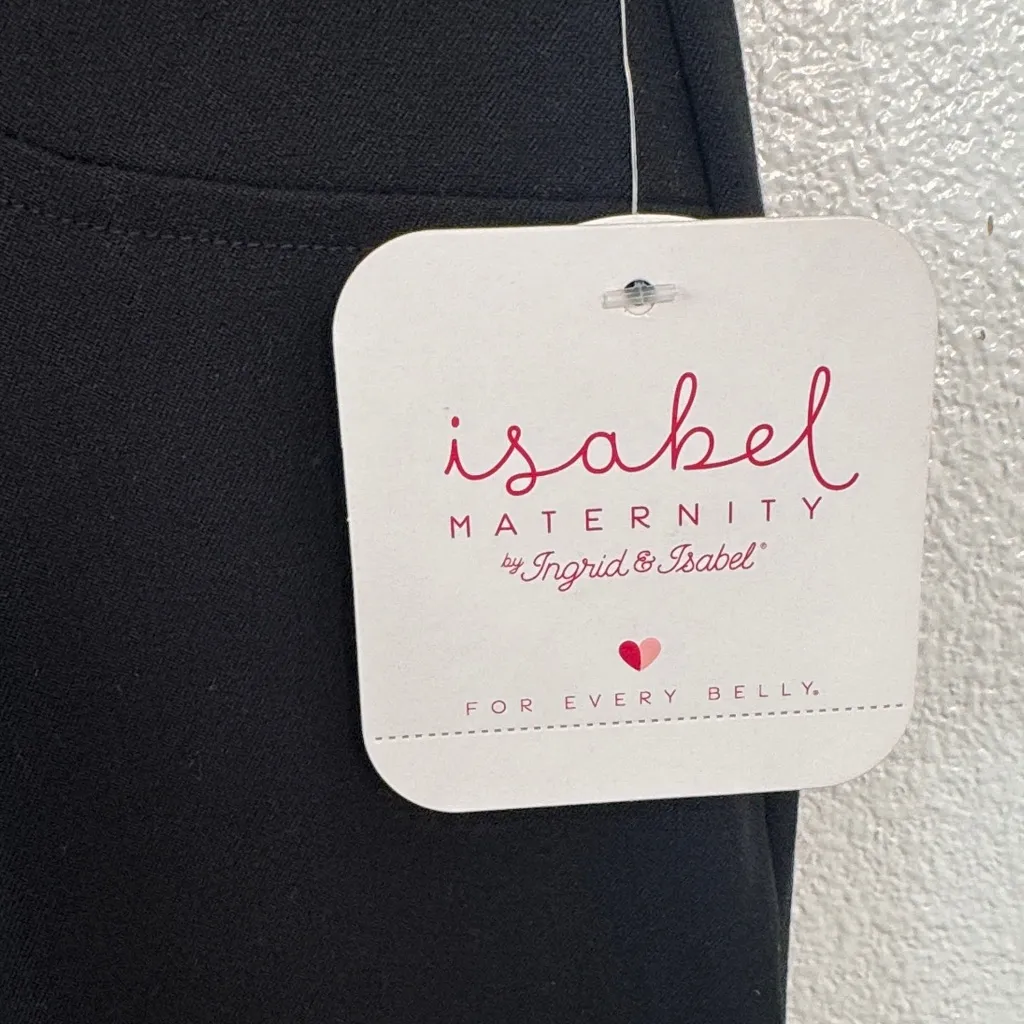 isabel
MATERNITY
by Ingrid & Isabel®
FOR EVERY BELLY®